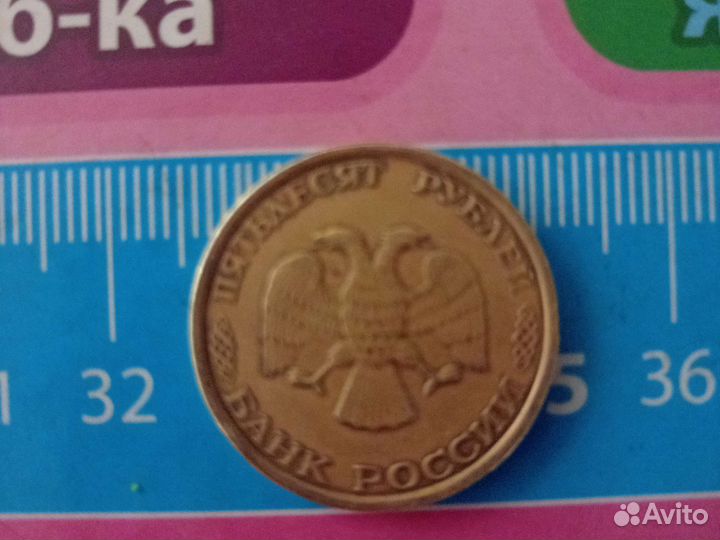 б-ка
Я
ПЯТЬДЕСЯТ РУБЛЕЙ
БАНК РОССИИ
32
5 36
Avito